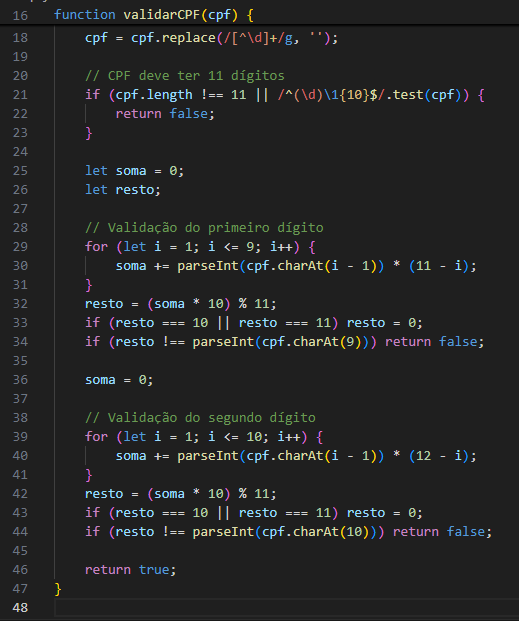 16 function validarCPF(cpf) {
18     cpf = cpf.replace(/[^\d]+/g, '');
19
20     // CPF deve ter 11 dígitos
21     if (cpf.length !== 11 || /^(\d)\1{10}$/.test(cpf)) {
22         return false;
23     }
24
25     let soma = 0;
26     let resto;
27
28     // Validação do primeiro dígito
29     for (let i = 1; i <= 9; i++) {
30         soma += parseInt(cpf.charAt(i - 1)) * (11 - i);
31     }
32     resto = (soma * 10) % 11;
33     if (resto === 10 || resto === 11) resto = 0;
34     if (resto !== parseInt(cpf.charAt(9))) return false;
35
36     soma = 0;
37
38     // Validação do segundo dígito
39     for (let i = 1; i <= 10; i++) {
40         soma += parseInt(cpf.charAt(i - 1)) * (12 - i);
41     }
42     resto = (soma * 10) % 11;
43     if (resto === 10 || resto === 11) resto = 0;
44     if (resto !== parseInt(cpf.charAt(10))) return false;
45
46     return true;
47 }
48